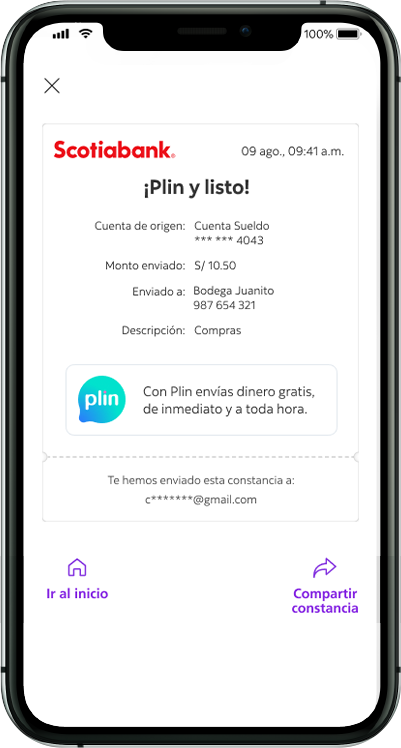 100%
Scotiabank®
09 ago., 09:41 a.m.
¡Plin y listo!
Cuenta de origen: Cuenta Sueldo
*** *** 4043
Monto enviado: S/ 10.50
Enviado a: Bodega Juanito
987 654 321
Descripción: Compras
plin
Con Plin envías dinero gratis,
de inmediato y a toda hora.
Te hemos enviado esta constancia a:
c*******@gmail.com
Ir al inicio
Compartir
constancia